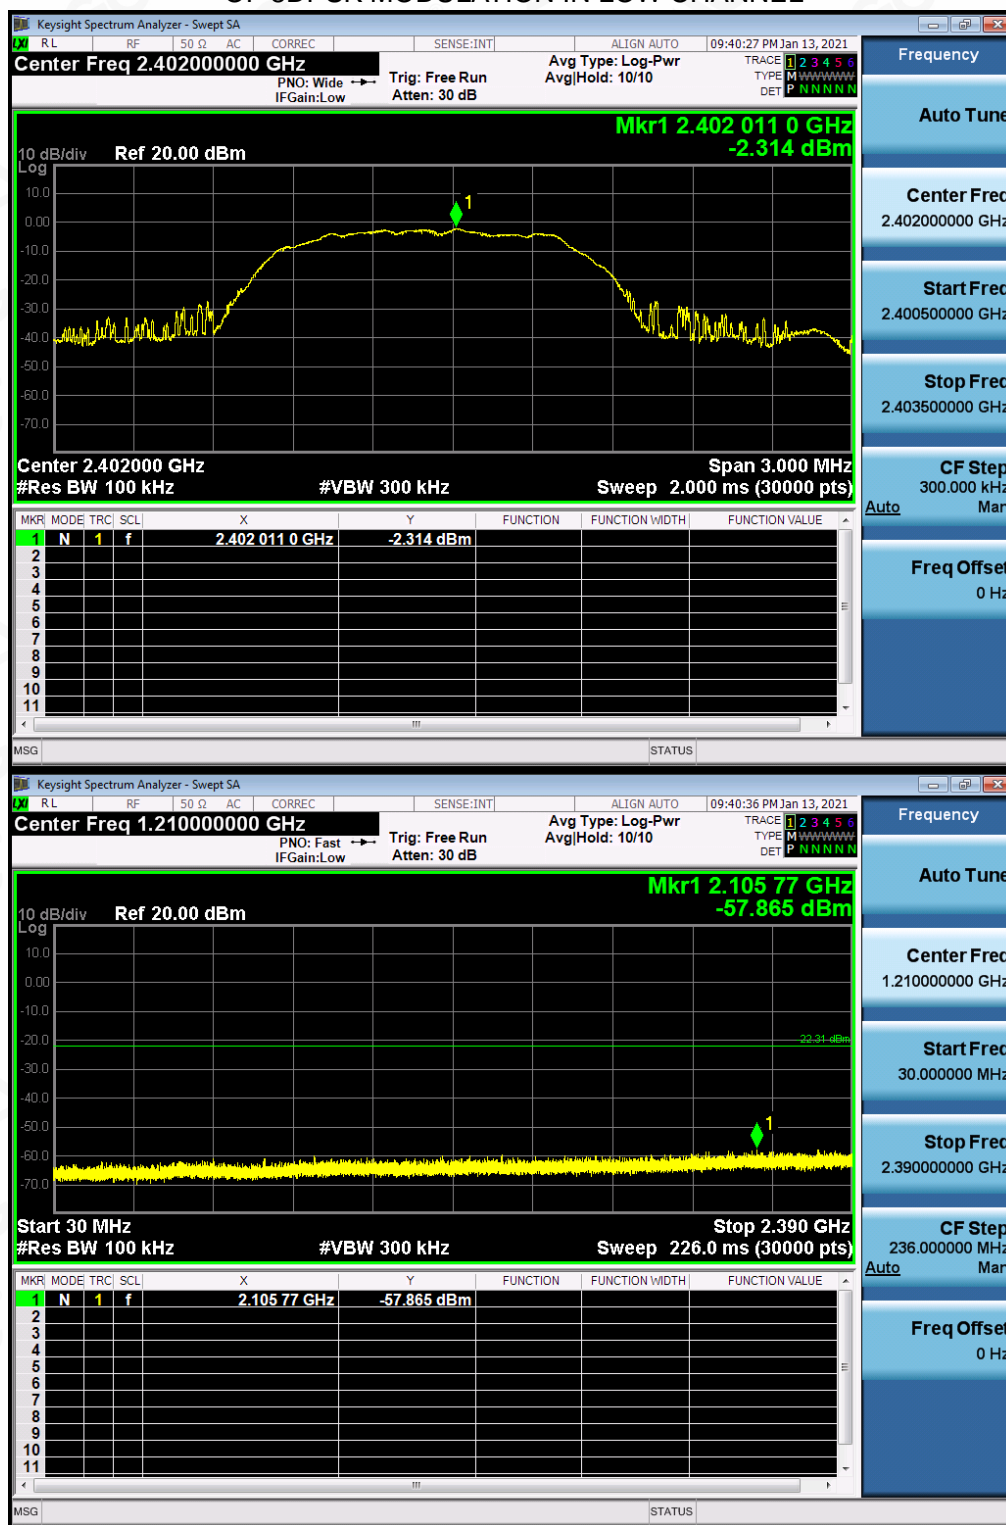 OF 8DPSK MODULATION IN LOW CHANNEL
Keysight Spectrum Analyzer - Swept SA
LXI RL RF 50 Ω AC CORREC SENSE:INT ALIGN AUTO 09:40:27 PM Jan 13, 2021
Center Freq 2.402000000 GHz
PNO: Wide
IFGain:Low
Trig: Free Run
Atten: 30 dB
Avg Type: Log-Pwr
Avg|Hold: 10/10
TRACE 1 2 3 4 5 6
TYPE M WWWWW
DET P N N N N N
Mkr1 2.402 011 0 GHz
-2.314 dBm
10 dB/div Ref 20.00 dBm
Log
10.0
0.00
-10.0
-20.0
-30.0
-40.0
-50.0
-60.0
-70.0
1
Center 2.402000 GHz Span 3.000 MHz
#Res BW 100 kHz #VBW 300 kHz Sweep 2.000 ms (30000 pts)
MKR MODE TRC SCL X Y FUNCTION FUNCTION WIDTH FUNCTION VALUE
1 N 1 f 2.402 011 0 GHz -2.314 dBm
2
3
4
5
6
7
8
9
10
11
MSG STATUS
Frequency
Auto Tune
Center Freq
2.402000000 GHz
Start Freq
2.400500000 GHz
Stop Freq
2.403500000 GHz
CF Step
300.000 kHz
Auto Man
Freq Offset
0 Hz
Keysight Spectrum Analyzer - Swept SA
LXI RL RF 50 Ω AC CORREC SENSE:INT ALIGN AUTO 09:40:36 PM Jan 13, 2021
Center Freq 1.210000000 GHz
PNO: Fast
IFGain:Low
Trig: Free Run
Atten: 30 dB
Avg Type: Log-Pwr
Avg|Hold: 10/10
TRACE 1 2 3 4 5 6
TYPE M WWWWW
DET P N N N N N
Mkr1 2.105 77 GHz
-57.865 dBm
10 dB/div Ref 20.00 dBm
Log
10.0
0.00
-10.0
-20.0
-30.0
-40.0
-50.0
-60.0
-70.0
-22.31 dBm
1
Start 30 MHz Stop 2.390 GHz
#Res BW 100 kHz #VBW 300 kHz Sweep 226.0 ms (30000 pts)
MKR MODE TRC SCL X Y FUNCTION FUNCTION WIDTH FUNCTION VALUE
1 N 1 f 2.105 77 GHz -57.865 dBm
2
3
4
5
6
7
8
9
10
11
MSG STATUS
Frequency
Auto Tune
Center Freq
1.210000000 GHz
Start Freq
30.000000 MHz
Stop Freq
2.390000000 GHz
CF Step
236.000000 MHz
Auto Man
Freq Offset
0 Hz